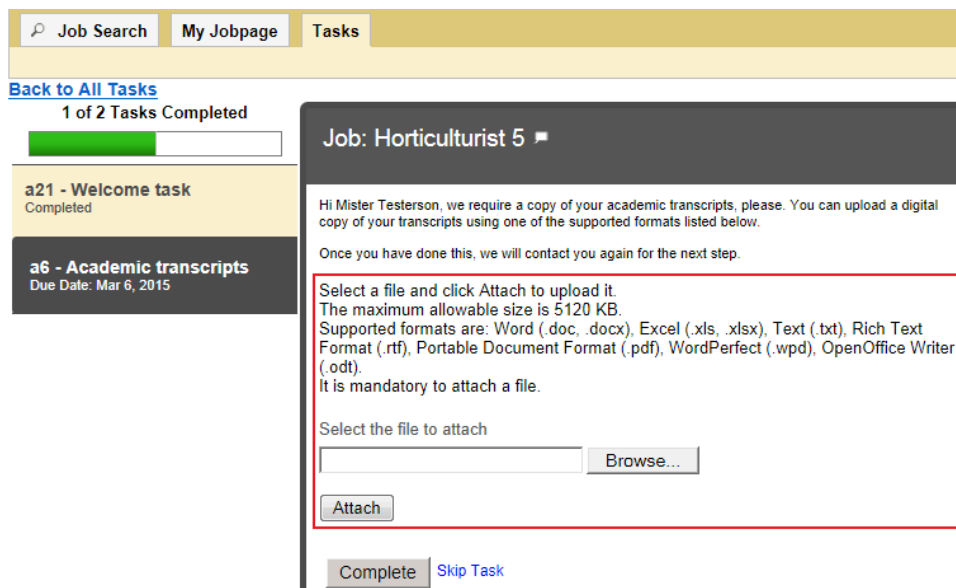 Job Search My Jobpage Tasks
Back to All Tasks
1 of 2 Tasks Completed
a21 - Welcome task
Completed
a6 - Academic transcripts
Due Date: Mar 6, 2015
Job: Horticulturist 5
Hi Mister Testerson, we require a copy of your academic transcripts, please. You can upload a digital
copy of your transcripts using one of the supported formats listed below.
Once you have done this, we will contact you again for the next step.
Select a file and click Attach to upload it.
The maximum allowable size is 5120 KB.
Supported formats are: Word (.doc, .docx), Excel (.xls, .xlsx), Text (.txt), Rich Text
Format (.rtf), Portable Document Format (.pdf), WordPerfect (.wpd), OpenOffice Writer
(.odt).
It is mandatory to attach a file.
Select the file to attach
Browse...
Attach
Complete Skip Task